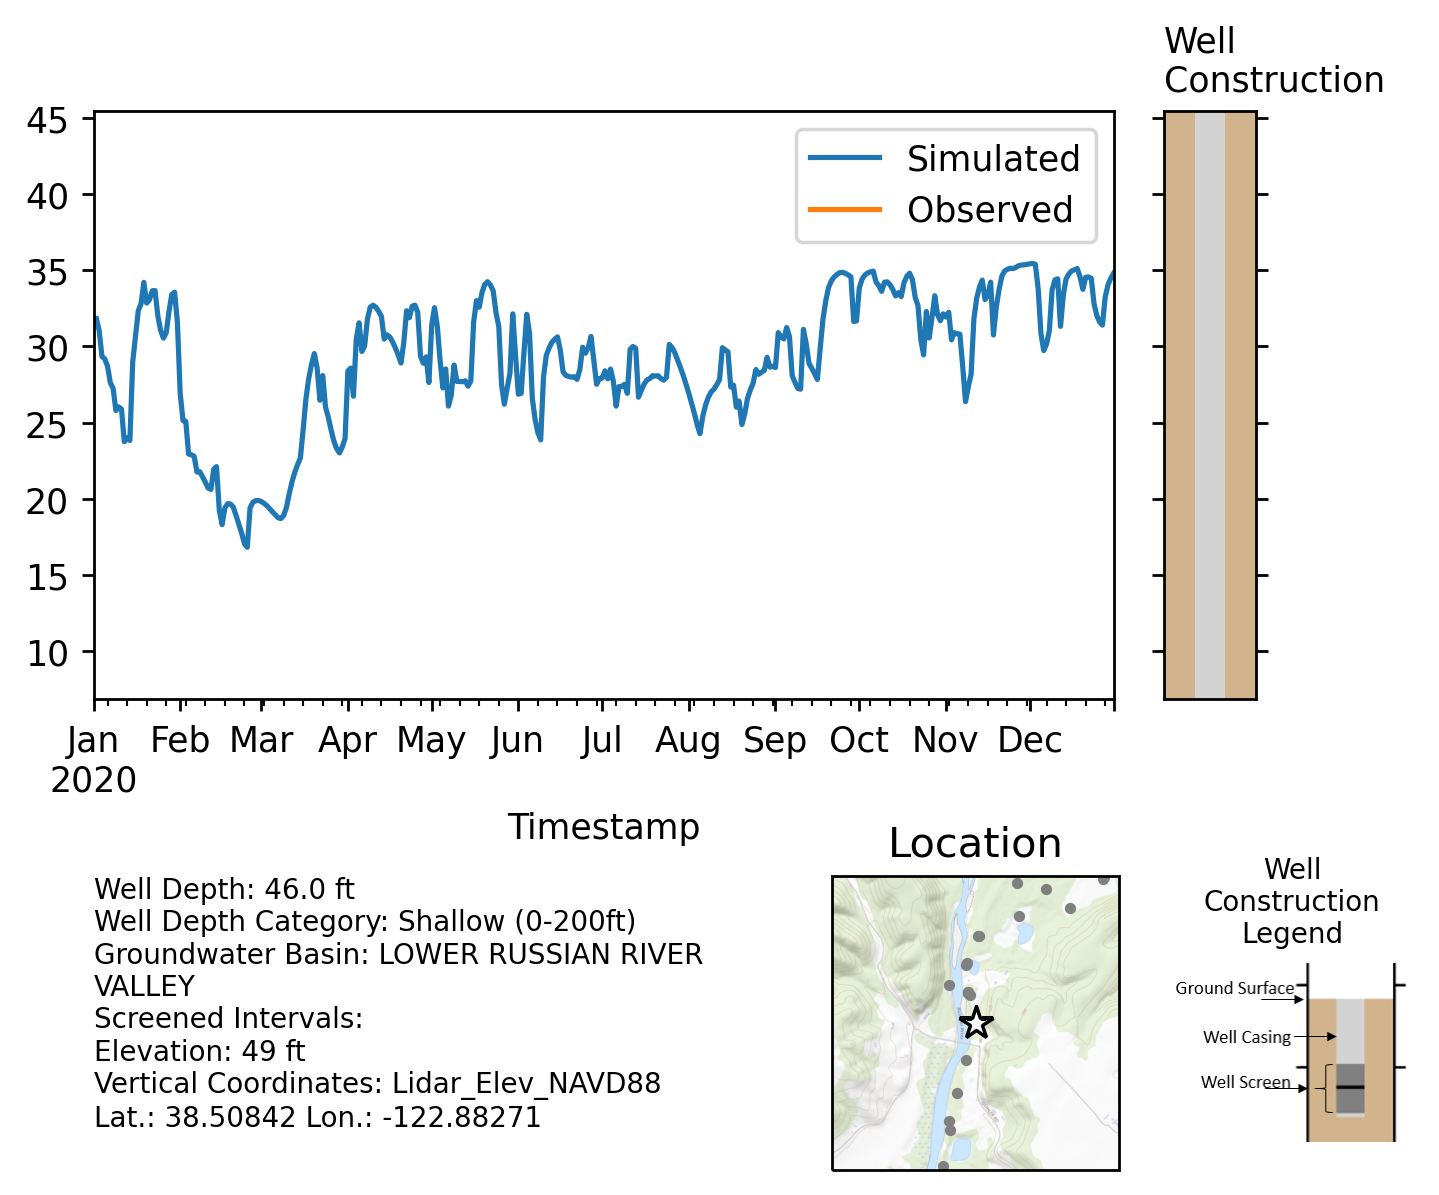 Well
Construction
45
40
35
30
25
20
15
10
Simulated
Observed
Jan
2020
Feb
Mar
Apr
May
Jun
Jul
Aug
Sep
Oct
Nov
Dec
Timestamp
Well Depth: 46.0 ft
Well Depth Category: Shallow (0-200ft)
Groundwater Basin: LOWER RUSSIAN RIVER
VALLEY
Screened Intervals:
Elevation: 49 ft
Vertical Coordinates: Lidar_Elev_NAVD88
Lat.: 38.50842 Lon.: -122.88271
Location
Well
Construction
Legend
Ground Surface
Well Casing
Well Screen